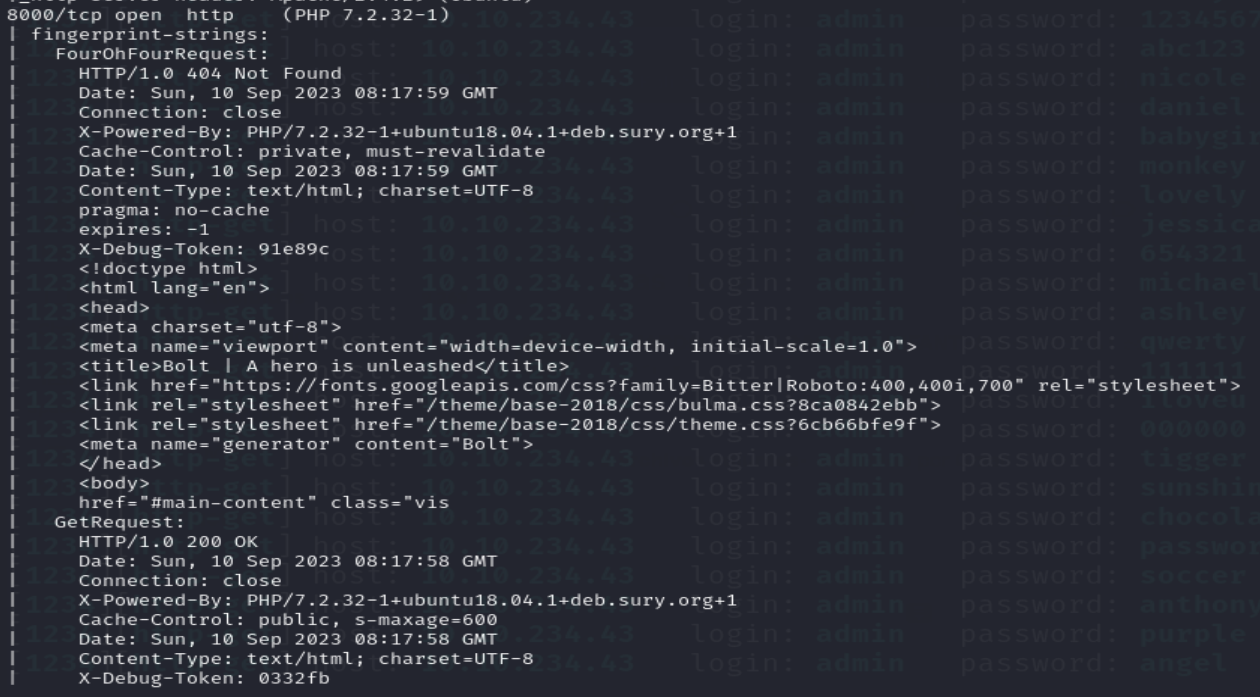 8000/tcp open  http    (PHP 7.2.32-1)
| fingerprint-strings:
|   FourOhFourRequest:
|     HTTP/1.0 404 Not Found
|     Date: Sun, 10 Sep 2023 08:17:59 GMT
|     Connection: close
|     X-Powered-By: PHP/7.2.32-1+ubuntu18.04.1+deb.sury.org+1
|     Cache-Control: private, must-revalidate
|     Date: Sun, 10 Sep 2023 08:17:59 GMT
|     Content-Type: text/html; charset=UTF-8
|     pragma: no-cache
|     expires: -1
|     X-Debug-Token: 91e89c
|     <!doctype html>
|     <html lang="en">
|     <head>
|     <meta charset="utf-8">
|     <meta name="viewport" content="width=device-width, initial-scale=1.0">
|     <title>Bolt | A hero is unleashed</title>
|     <link href="https://fonts.googleapis.com/css?family=Bitter|Roboto:400,400i,700" rel="stylesheet">
|     <link rel="stylesheet" href="/theme/base-2018/css/bulma.css?8ca0842ebb">
|     <link rel="stylesheet" href="/theme/base-2018/css/theme.css?6cb66bfe9f">
|     <meta name="generator" content="Bolt">
|     </head>
|     <body>
|     href="#main-content" class="vis
|   GetRequest:
|     HTTP/1.0 200 OK
|     Date: Sun, 10 Sep 2023 08:17:58 GMT
|     Connection: close
|     X-Powered-By: PHP/7.2.32-1+ubuntu18.04.1+deb.sury.org+1
|     Cache-Control: public, s-maxage=600
|     Date: Sun, 10 Sep 2023 08:17:58 GMT
|     Content-Type: text/html; charset=UTF-8
|     X-Debug-Token: 0332fb